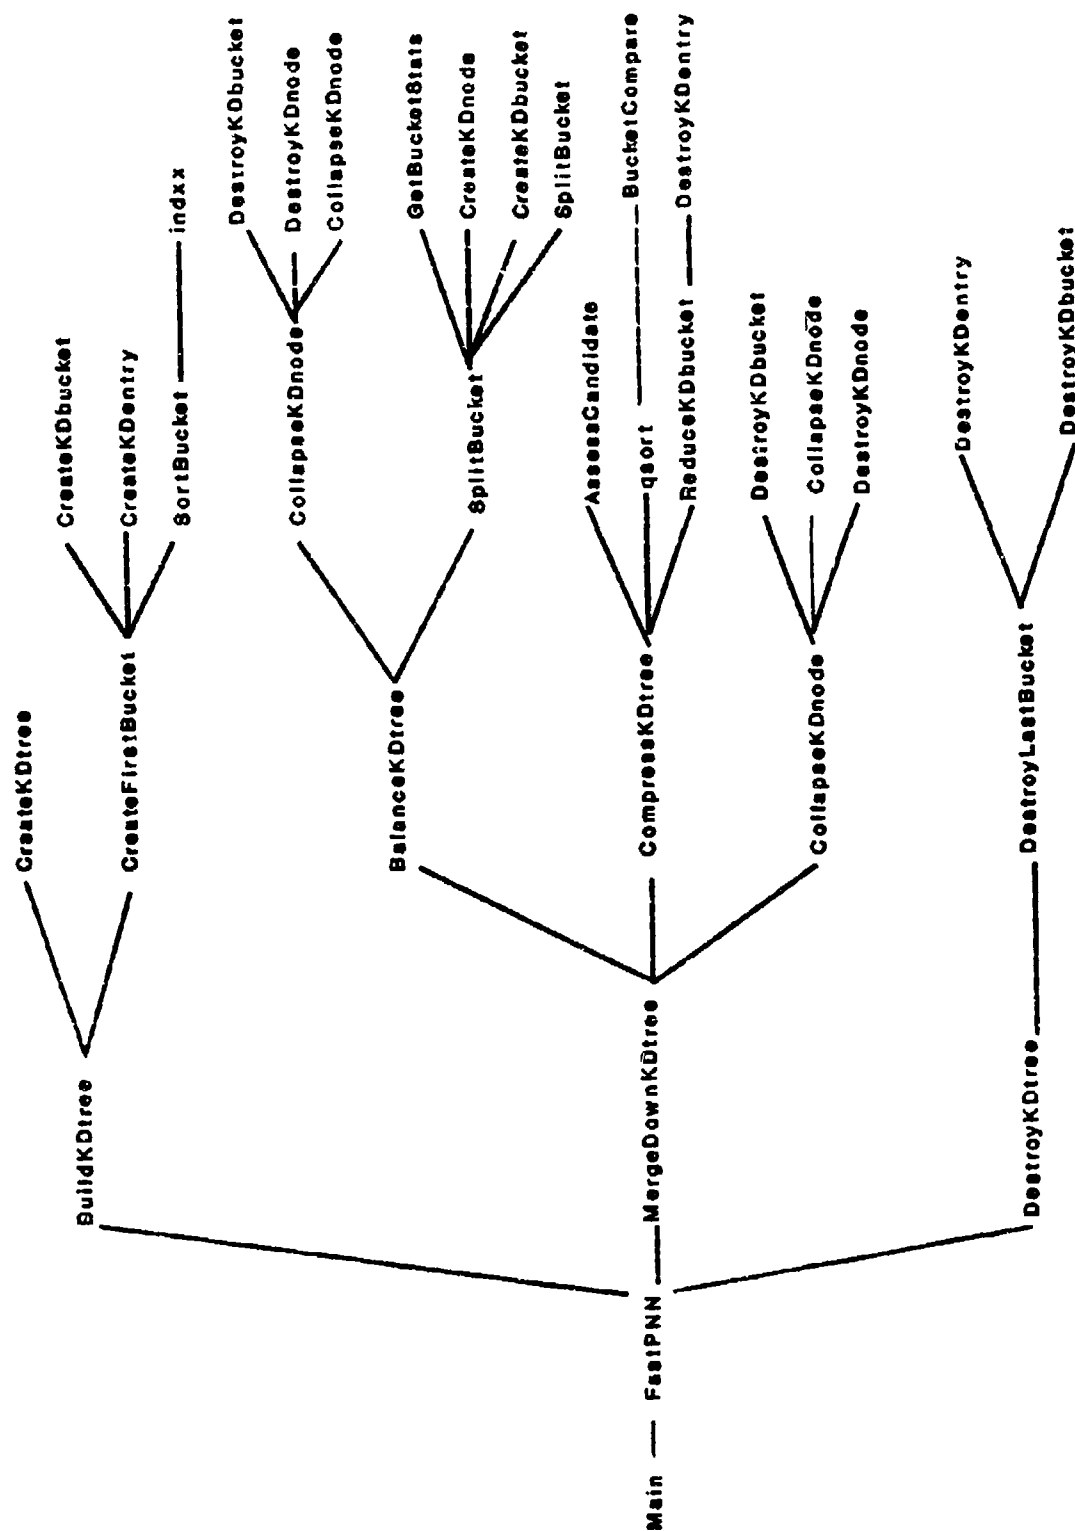 Main
FastPNN
BuildKDtree
CreateKDtree
CreateFirstBucket
CreateKDbucket
CreateKDentry
SortBucket
indxx
MergeDownKDtree
BalanceKDtree
CollapseKDnode
DestroyKDbucket
DestroyKDnode
CollapseKDnode
SplitBucket
GetBucketStats
CreateKDnode
CreateKDbucket
SplitBucket
CompressKDtree
AssessCandidate
qsort
BucketCompare
ReduceKDbucket
DestroyKDentry
CollapseKDnode
DestroyKDbucket
CollapseKDnode
DestroyKDnode
DestroyKDtree
DestroyLastBucket
DestroyKDentry
DestroyKDbucket